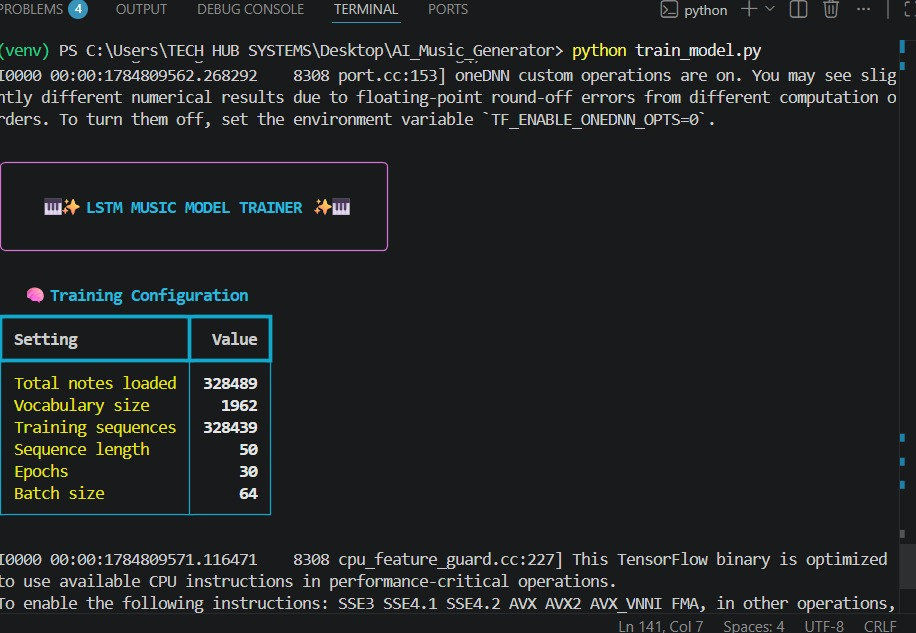 PROBLEMS 4 OUTPUT DEBUG CONSOLE TERMINAL PORTS python
(venv) PS C:\Users\TECH HUB SYSTEMS\Desktop\AI_Music_Generator> python train_model.py
I0000 00:00:1784809562.268292    8308 port.cc:153] oneDNN custom operations are on. You may see slig
htly different numerical results due to floating-point round-off errors from different computation o
rders. To turn them off, set the environment variable `TF_ENABLE_ONEDNN_OPTS=0`.
🎹✨ LSTM MUSIC MODEL TRAINER ✨🎹
🧠 Training Configuration
Setting Value
Total notes loaded 328489
Vocabulary size 1962
Training sequences 328439
Sequence length 50
Epochs 30
Batch size 64
I0000 00:00:1784809571.116471    8308 cpu_feature_guard.cc:227] This TensorFlow binary is optimized
to use available CPU instructions in performance-critical operations.
To enable the following instructions: SSE3 SSE4.1 SSE4.2 AVX AVX2 AVX_VNNI FMA, in other operations,
Ln 141, Col 7 Spaces: 4 UTF-8 CRLF